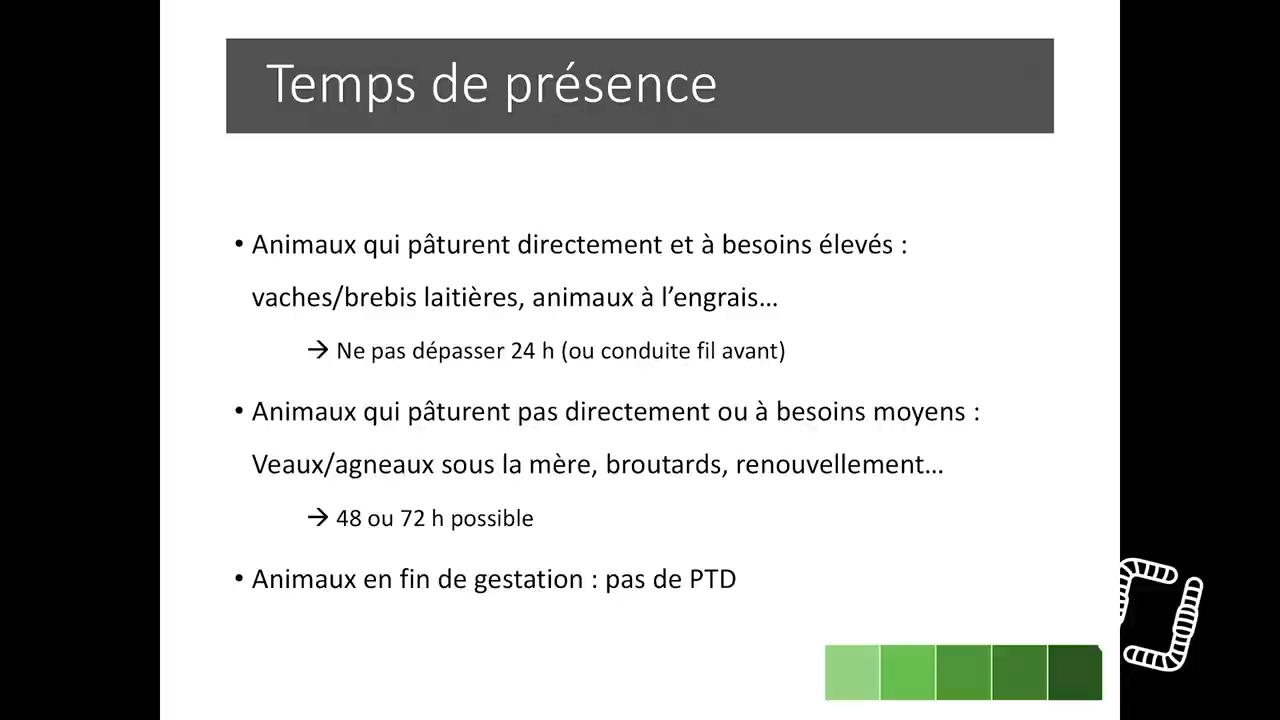 Temps de présence
• Animaux qui pâturent directement et à besoins élevés :
vaches/brebis laitières, animaux à l’engrais…
→ Ne pas dépasser 24 h (ou conduite fil avant)
• Animaux qui pâturent pas directement ou à besoins moyens :
Veaux/agneaux sous la mère, broutards, renouvellement…
→ 48 ou 72 h possible
• Animaux en fin de gestation : pas de PTD